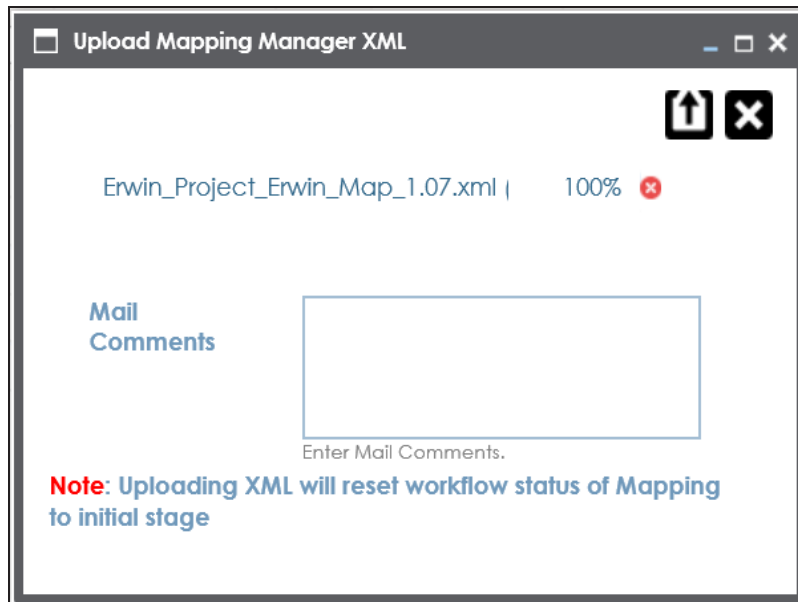 Upload Mapping Manager XML
Erwin_Project_Erwin_Map_1.07.xml ( 100%
Mail
Comments
Enter Mail Comments.
Note: Uploading XML will reset workflow status of Mapping
to initial stage